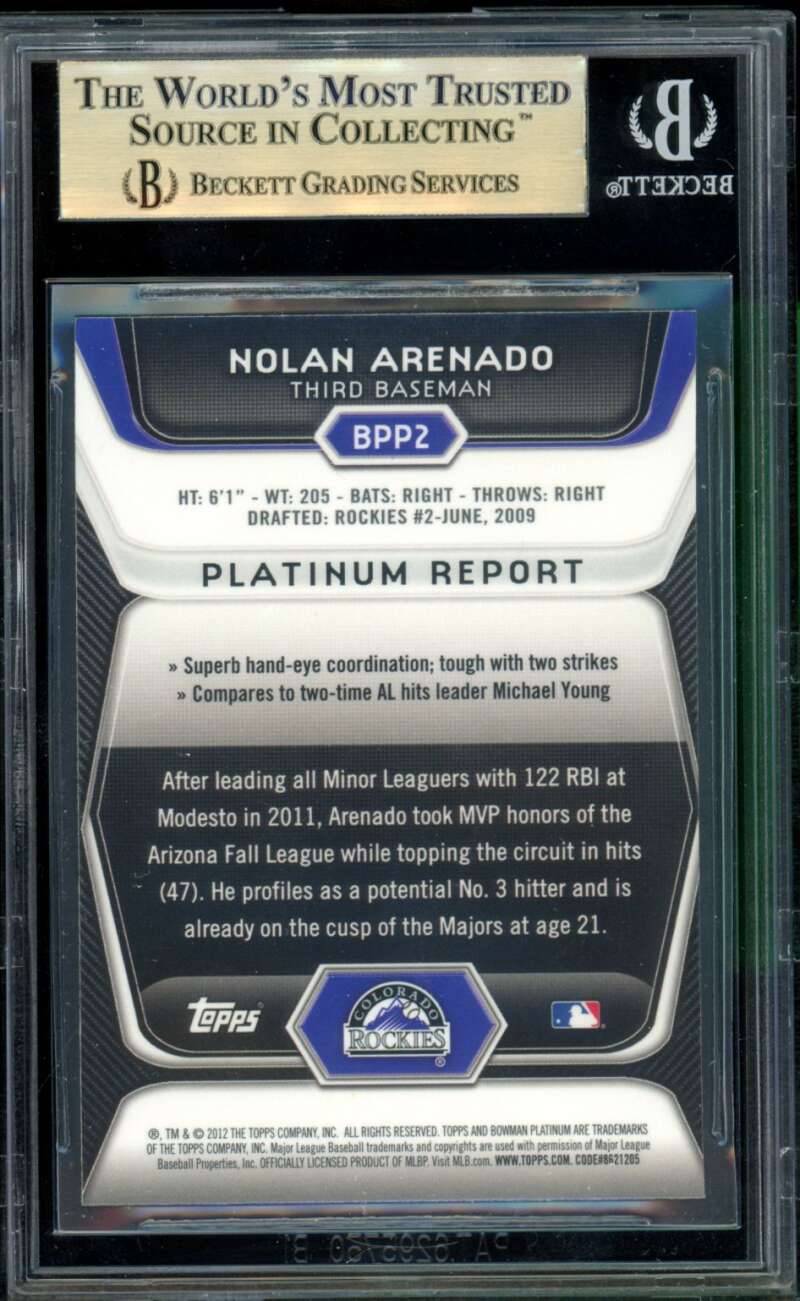 THE WORLD'S MOST TRUSTED
SOURCE IN COLLECTING™
B BECKETT GRADING SERVICES
B
BECKETT®
NOLAN ARENADO
THIRD BASEMAN
BPP2
HT: 6'1" - WT: 205 - BATS: RIGHT - THROWS: RIGHT
DRAFTED: ROCKIES #2-JUNE, 2009
PLATINUM REPORT
» Superb hand-eye coordination; tough with two strikes
» Compares to two-time AL hits leader Michael Young
After leading all Minor Leaguers with 122 RBI at
Modesto in 2011, Arenado took MVP honors of the
Arizona Fall League while topping the circuit in hits
(47). He profiles as a potential No. 3 hitter and is
already on the cusp of the Majors at age 21.
Topps®
COLORADO
ROCKIES®
®, TM & © 2012 THE TOPPS COMPANY, INC. ALL RIGHTS RESERVED. TOPPS AND BOWMAN PLATINUM ARE TRADEMARKS
OF THE TOPPS COMPANY, INC. Major League Baseball trademarks and copyrights are used with permission of Major League
Baseball Properties, Inc. OFFICIALLY LICENSED PRODUCT OF MLBP. Visit MLB.com. WWW.TOPPS.COM. CODE#8621205